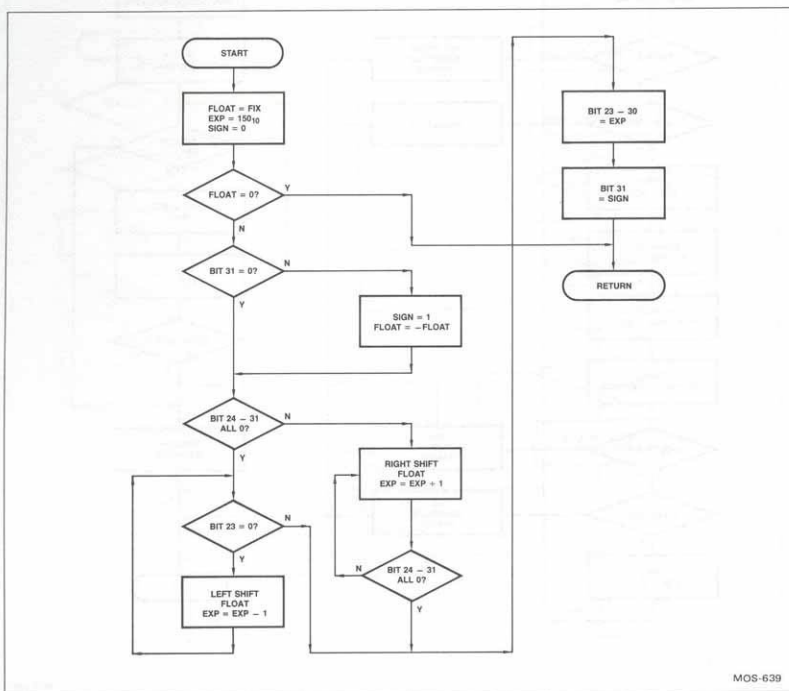 START
FLOAT = FIX
EXP = 150₁₀
SIGN = 0
FLOAT = 0?
Y
N
BIT 31 = 0?
N
Y
SIGN = 1
FLOAT = −FLOAT
BIT 24 – 31
ALL 0?
N
Y
RIGHT SHIFT
FLOAT
EXP = EXP + 1
BIT 23 = 0?
N
Y
BIT 24 – 31
ALL 0?
N
Y
LEFT SHIFT
FLOAT
EXP = EXP − 1
BIT 23 – 30
= EXP
BIT 31
= SIGN
RETURN
MOS-639